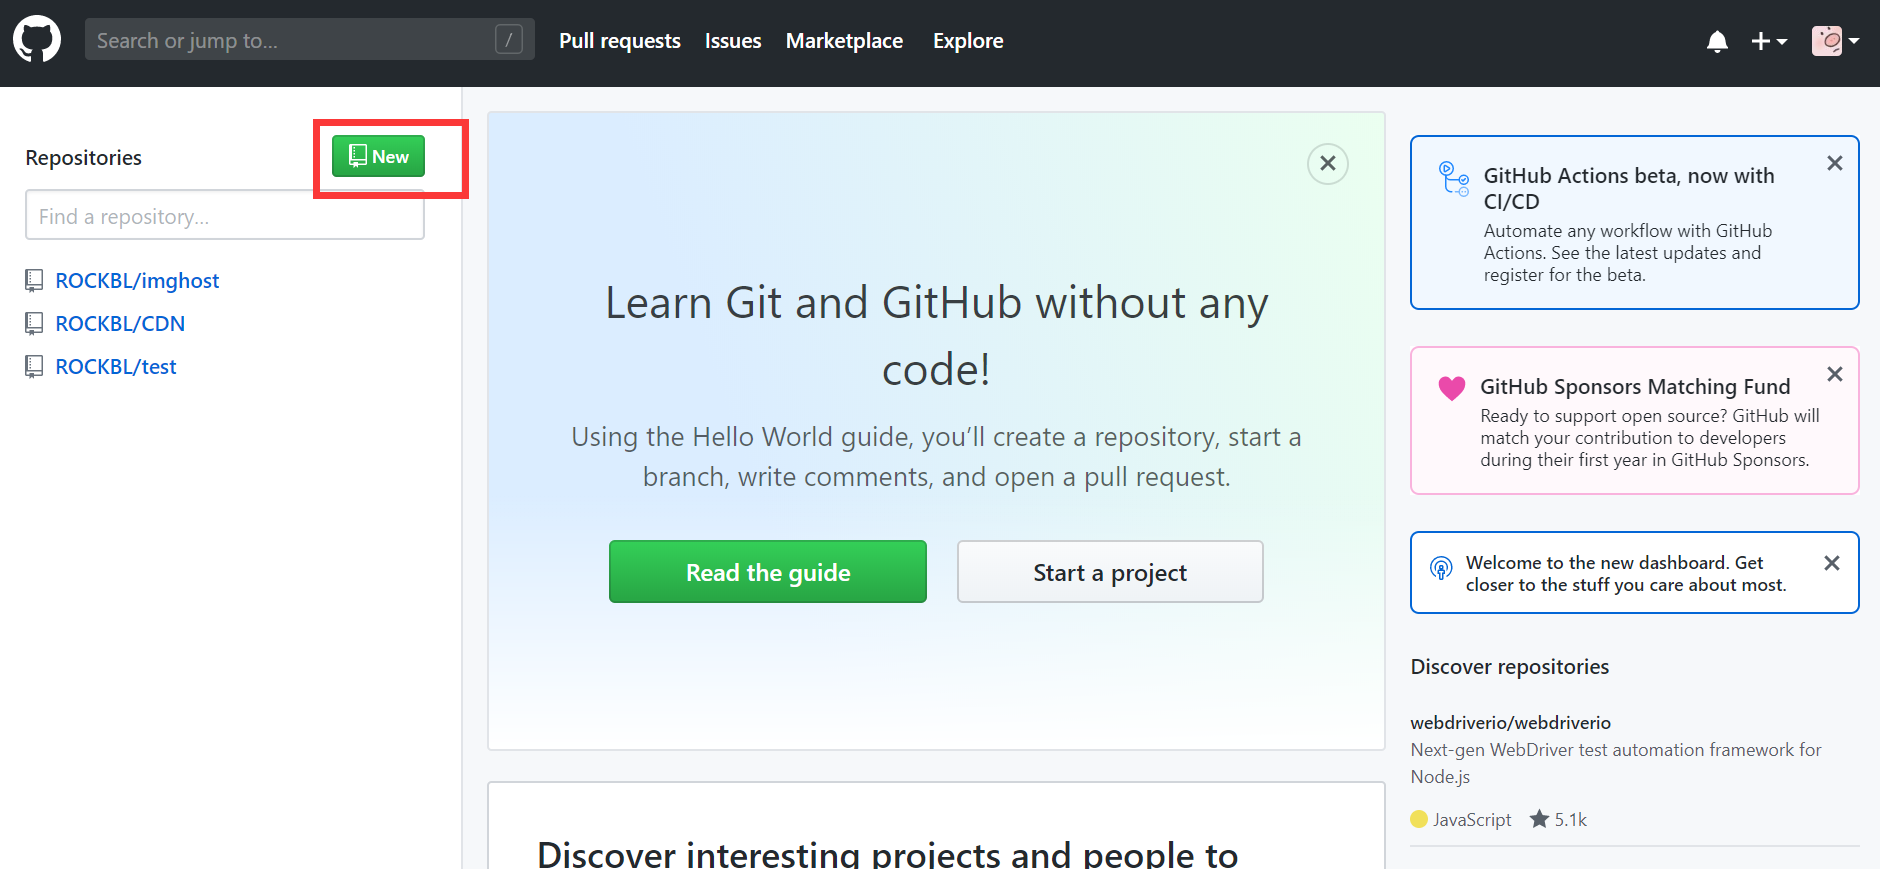 Search or jump to...
/
Pull requests
Issues
Marketplace
Explore
Repositories
New
Find a repository...
ROCKBL/imghost
ROCKBL/CDN
ROCKBL/test
Learn Git and GitHub without any
code!
Using the Hello World guide, you’ll create a repository, start a
branch, write comments, and open a pull request.
Read the guide
Start a project
Discover interesting projects and people to
GitHub Actions beta, now with
CI/CD
Automate any workflow with GitHub
Actions. See the latest updates and
register for the beta.
GitHub Sponsors Matching Fund
Ready to support open source? GitHub will
match your contribution to developers
during their first year in GitHub Sponsors.
Welcome to the new dashboard. Get
closer to the stuff you care about most.
Discover repositories
webdriverio/webdriverio
Next-gen WebDriver test automation framework for
Node.js
JavaScript
5.1k